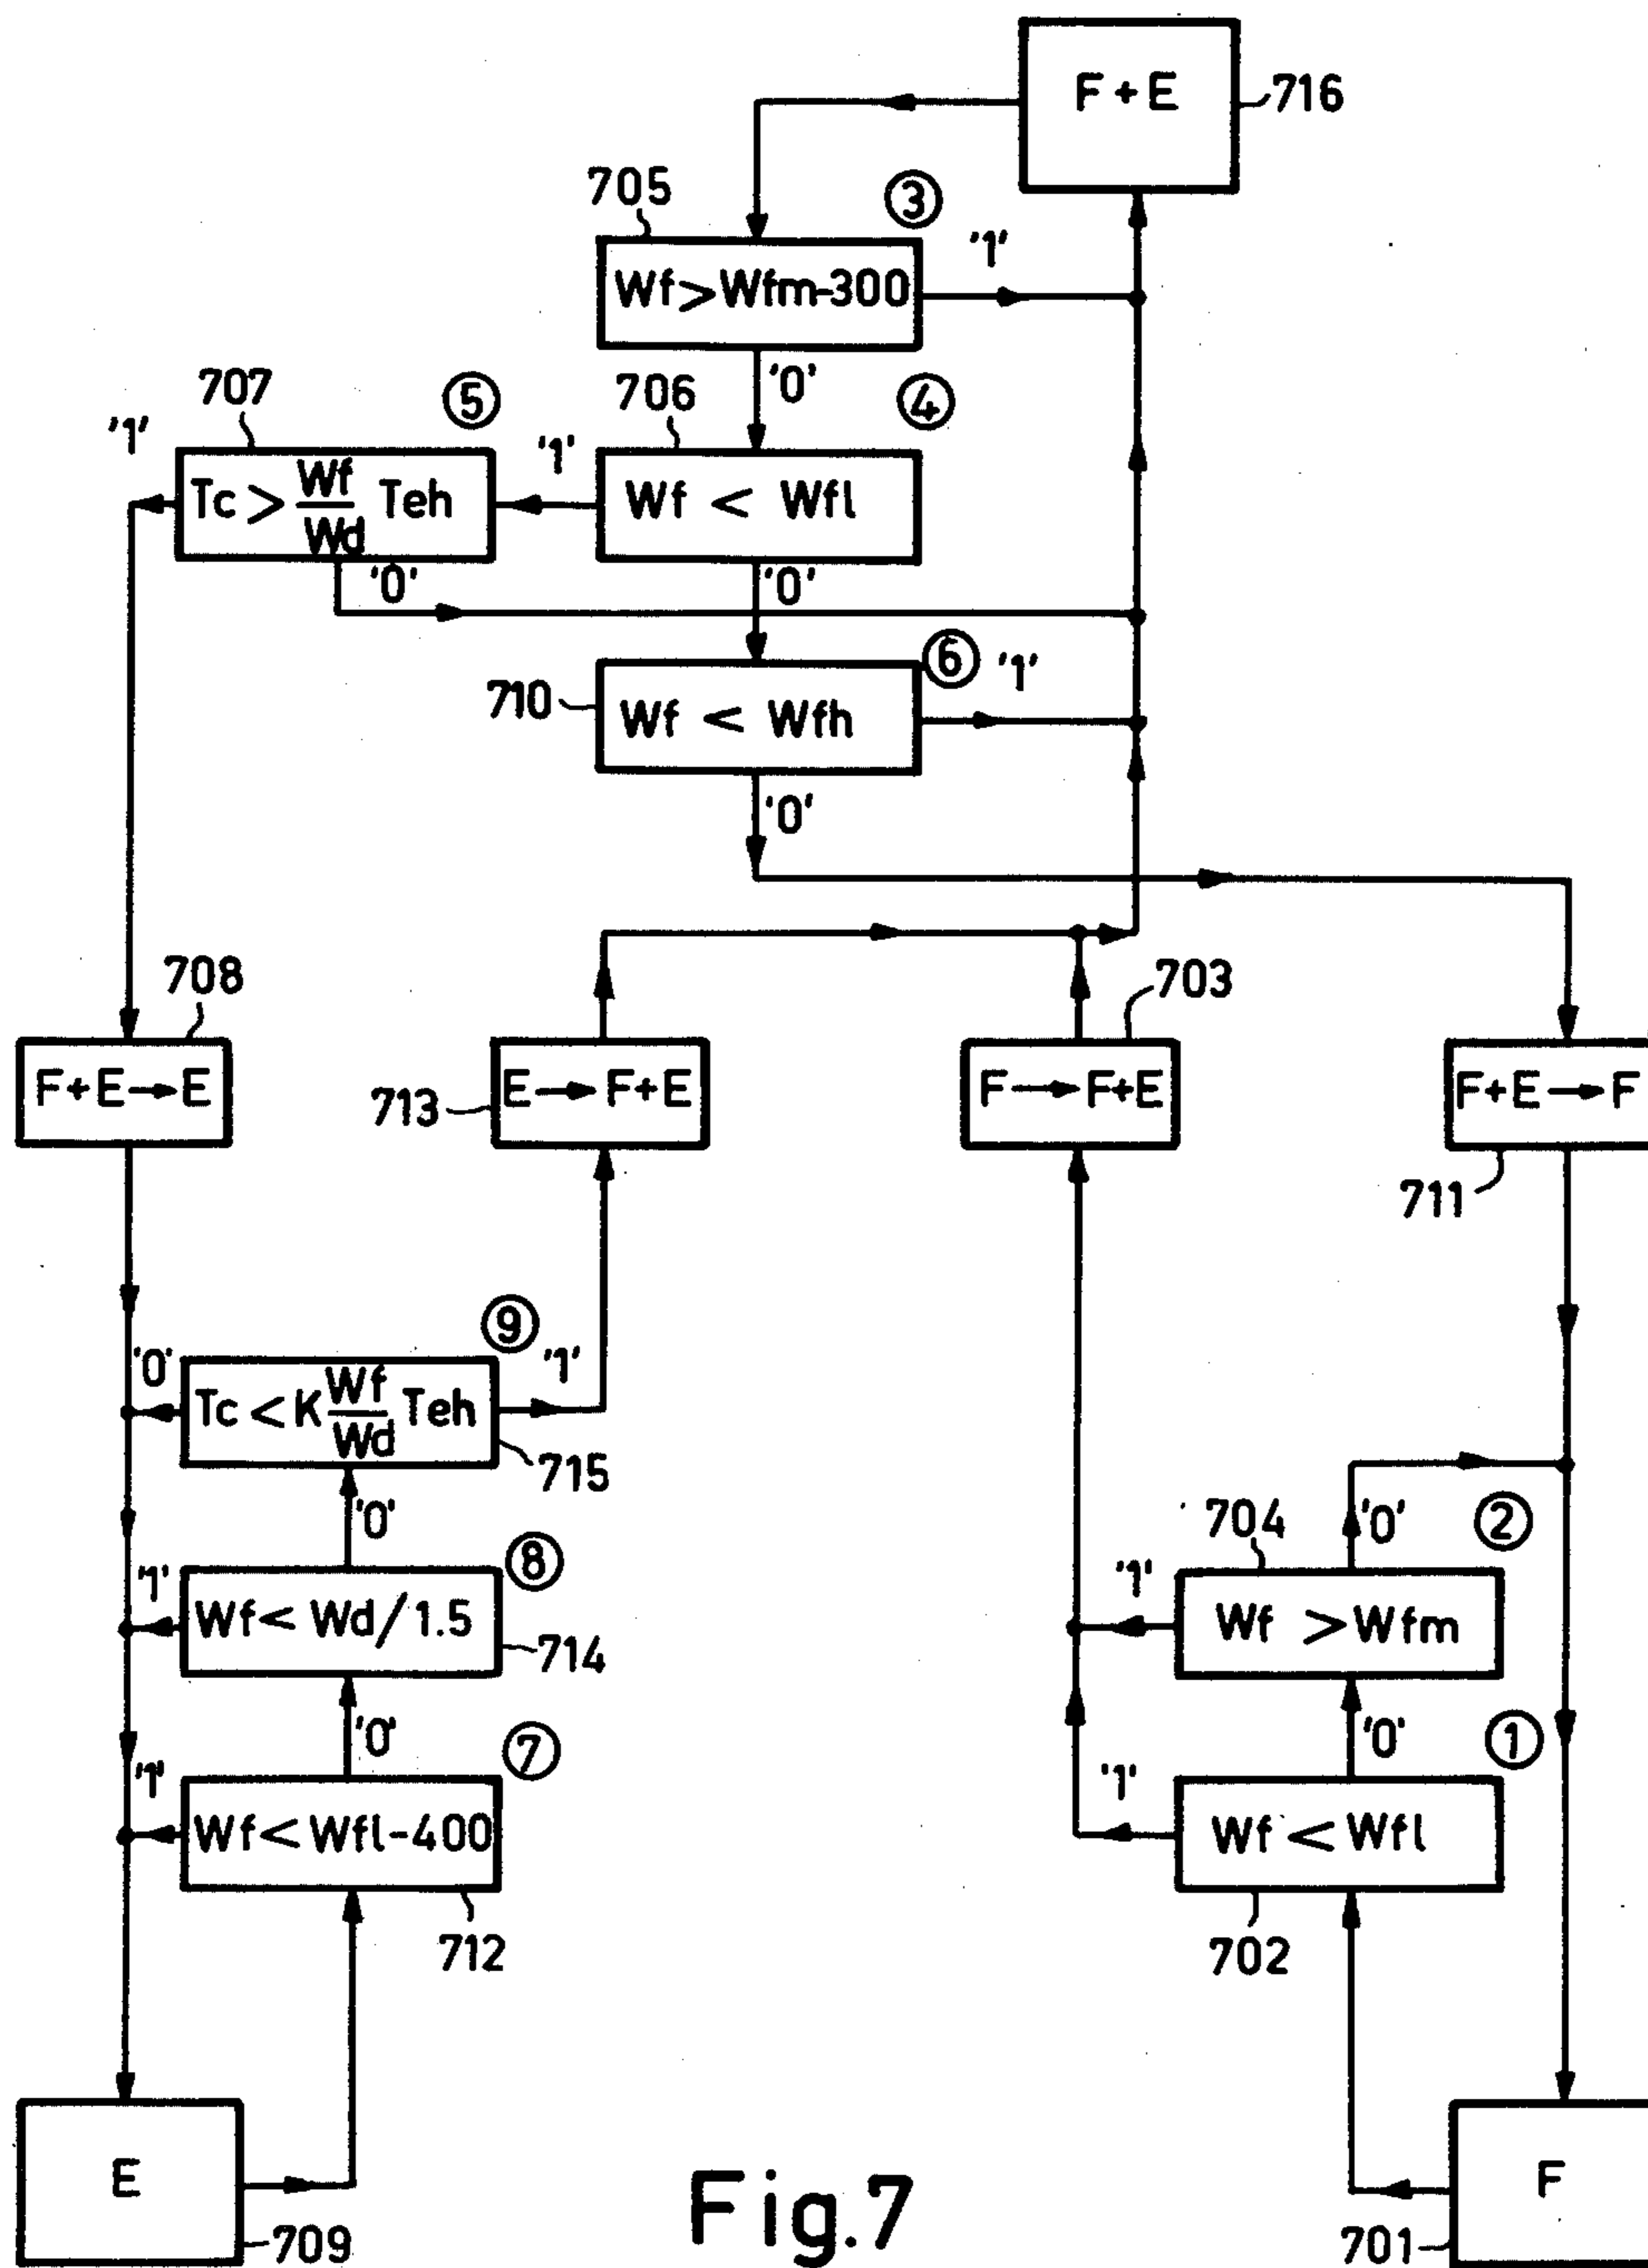 F + E
716
705
③
Wf > Wfm-300
'1'
'0'
707
⑤
706
④
'1'
Tc > Wf/Wd Teh
'1'
Wf < Wfl
'0'
'0'
⑥
'1'
710
Wf < Wfh
'0'
708
703
F+E → E
713
E → F+E
F → F+E
F+E → F
711
⑨
'0'
Tc < K Wf/Wd Teh
'1'
715
'0'
704
②
'0'
⑧
'1'
Wf < Wd/1.5
714
'1'
Wf > Wfm
'0'
⑦
'0'
①
'1'
Wf < Wfl-400
712
'1'
Wf < Wfl
702
E
709
F
701
Fig.7